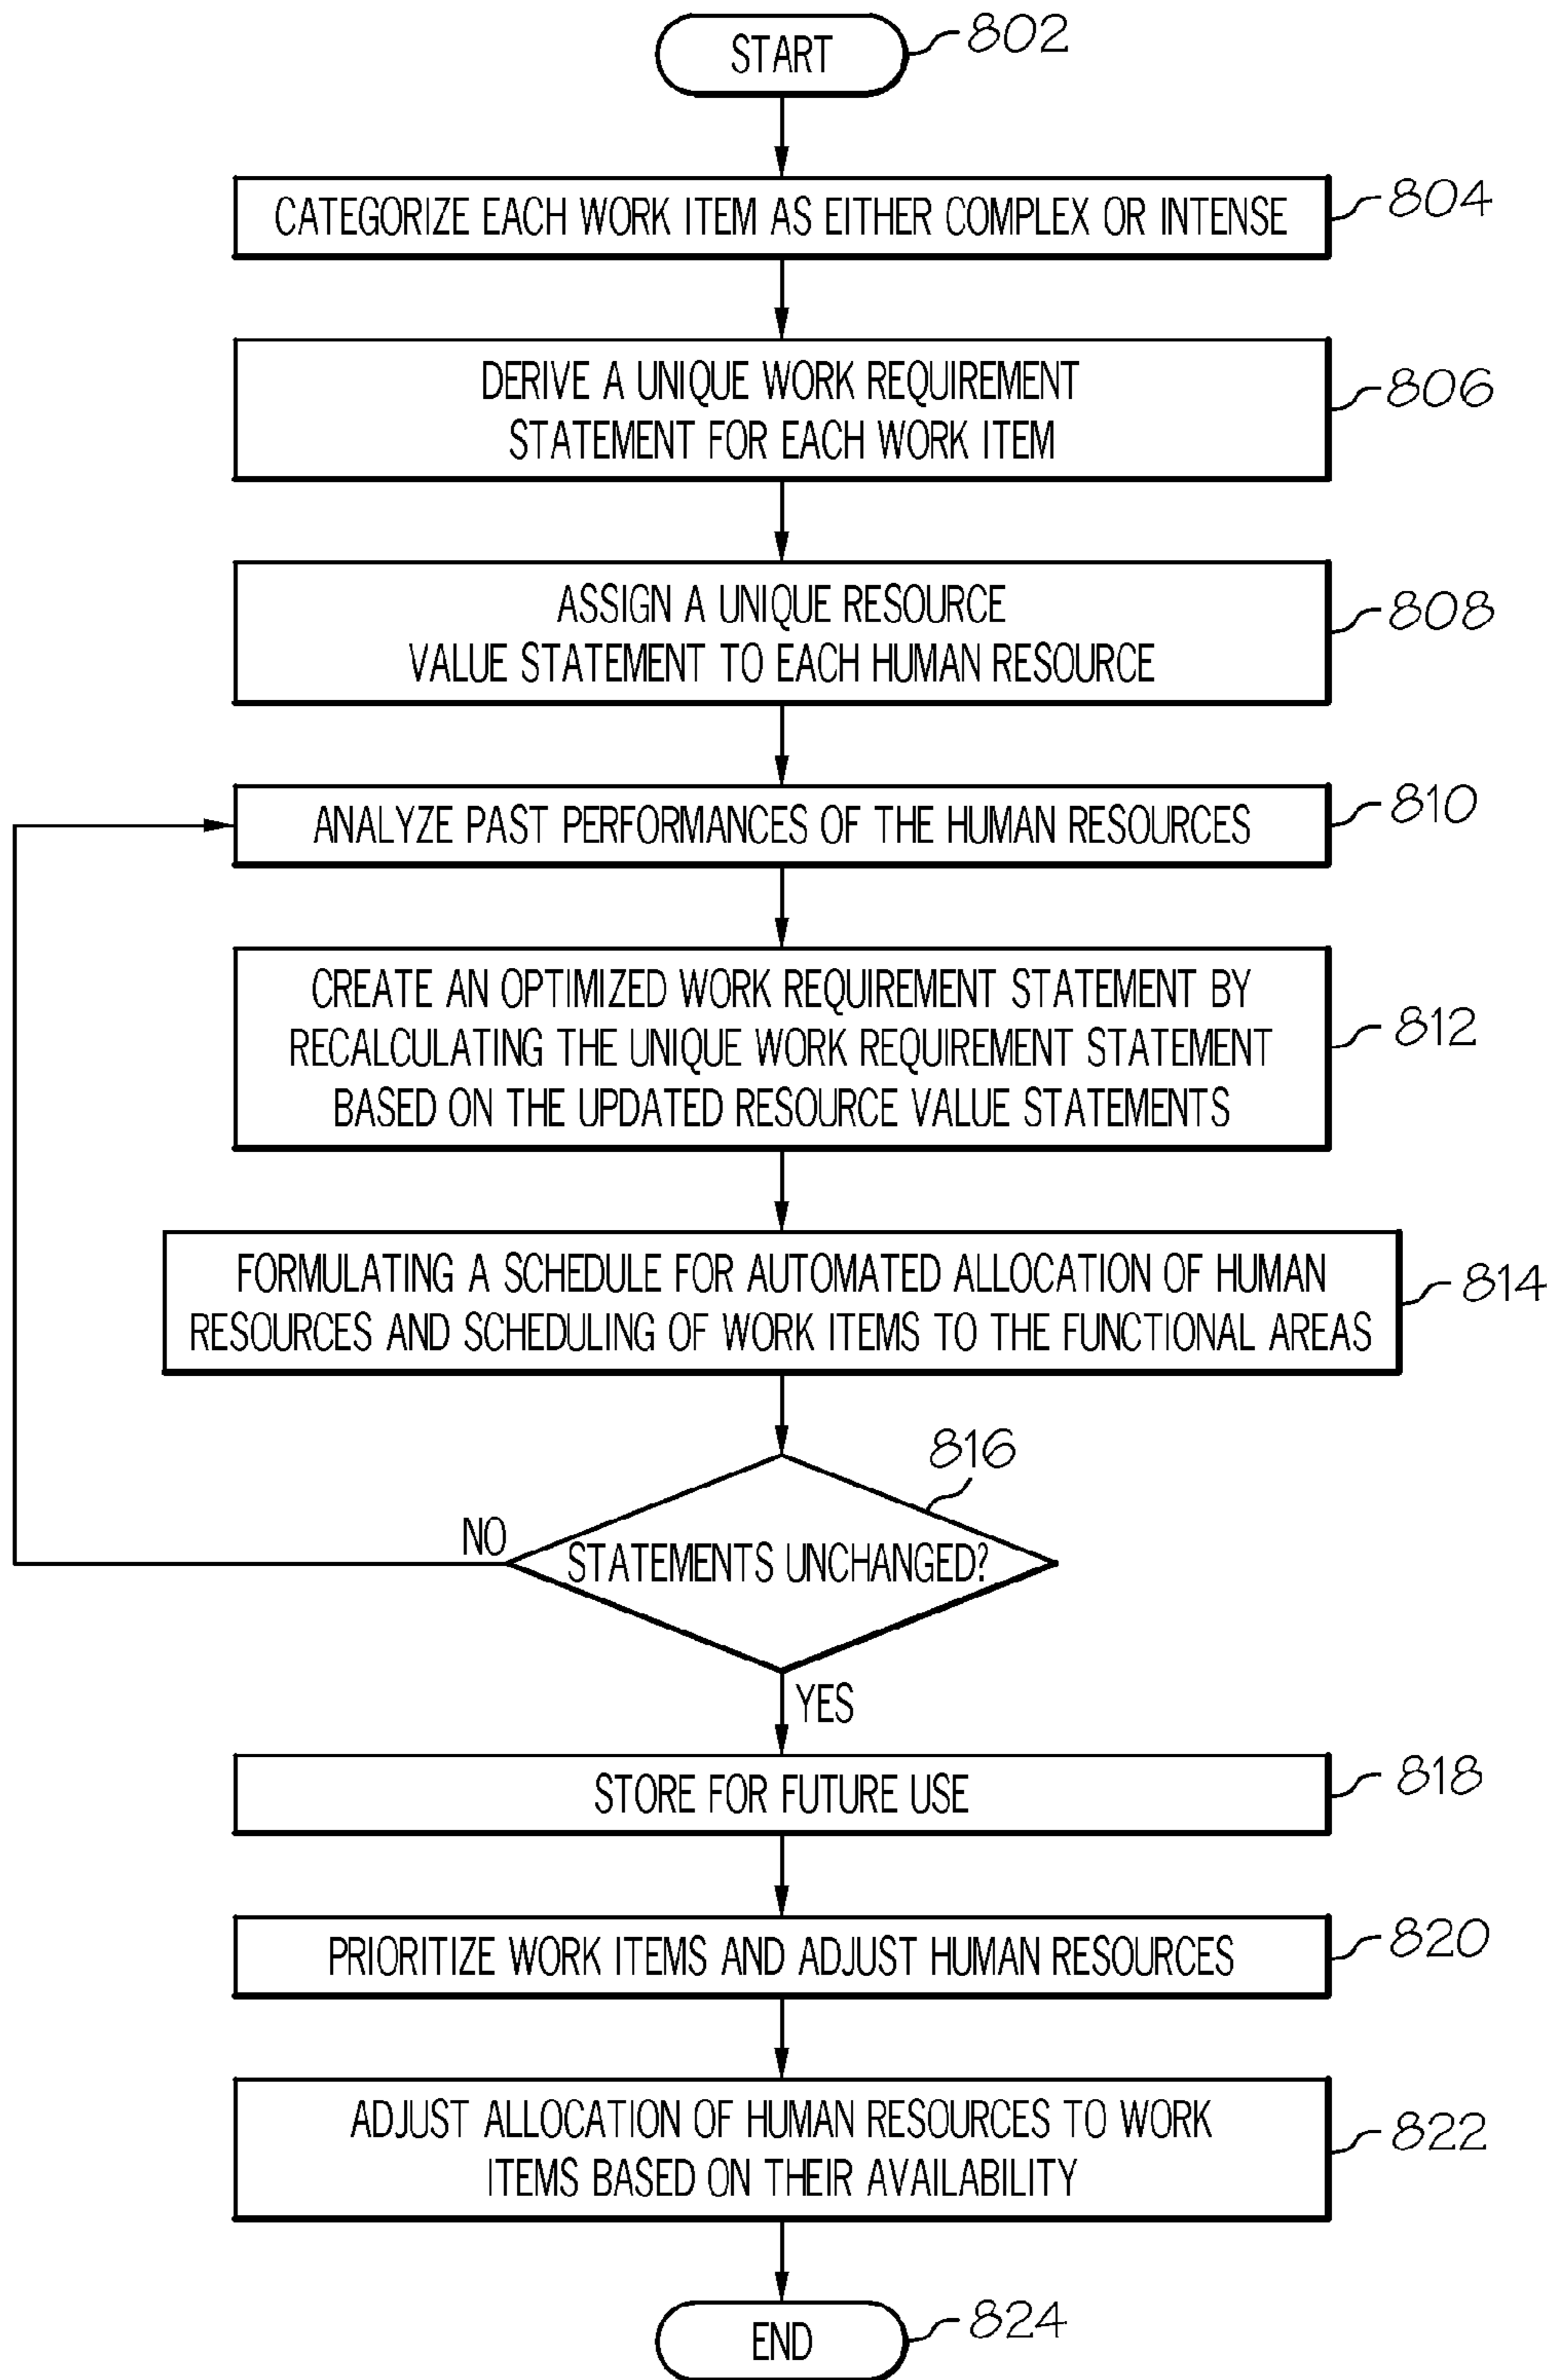 START
802
CATEGORIZE EACH WORK ITEM AS EITHER COMPLEX OR INTENSE
804
DERIVE A UNIQUE WORK REQUIREMENT
STATEMENT FOR EACH WORK ITEM
806
ASSIGN A UNIQUE RESOURCE
VALUE STATEMENT TO EACH HUMAN RESOURCE
808
ANALYZE PAST PERFORMANCES OF THE HUMAN RESOURCES
810
CREATE AN OPTIMIZED WORK REQUIREMENT STATEMENT BY
RECALCULATING THE UNIQUE WORK REQUIREMENT STATEMENT
BASED ON THE UPDATED RESOURCE VALUE STATEMENTS
812
FORMULATING A SCHEDULE FOR AUTOMATED ALLOCATION OF HUMAN
RESOURCES AND SCHEDULING OF WORK ITEMS TO THE FUNCTIONAL AREAS
814
816
NO
STATEMENTS UNCHANGED?
YES
STORE FOR FUTURE USE
818
PRIORITIZE WORK ITEMS AND ADJUST HUMAN RESOURCES
820
ADJUST ALLOCATION OF HUMAN RESOURCES TO WORK
ITEMS BASED ON THEIR AVAILABILITY
822
END
824